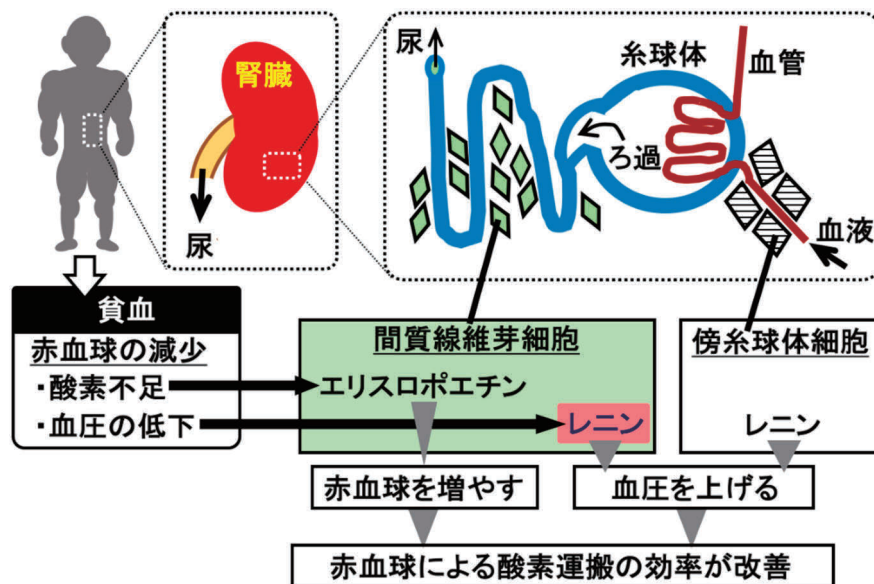 腎臓
尿
尿
糸球体
血管
ろ過
血液
貧血
赤血球の減少
・酸素不足
・血圧の低下
間質線維芽細胞
エリスロポエチン
レニン
傍糸球体細胞
レニン
赤血球を増やす
血圧を上げる
赤血球による酸素運搬の効率が改善